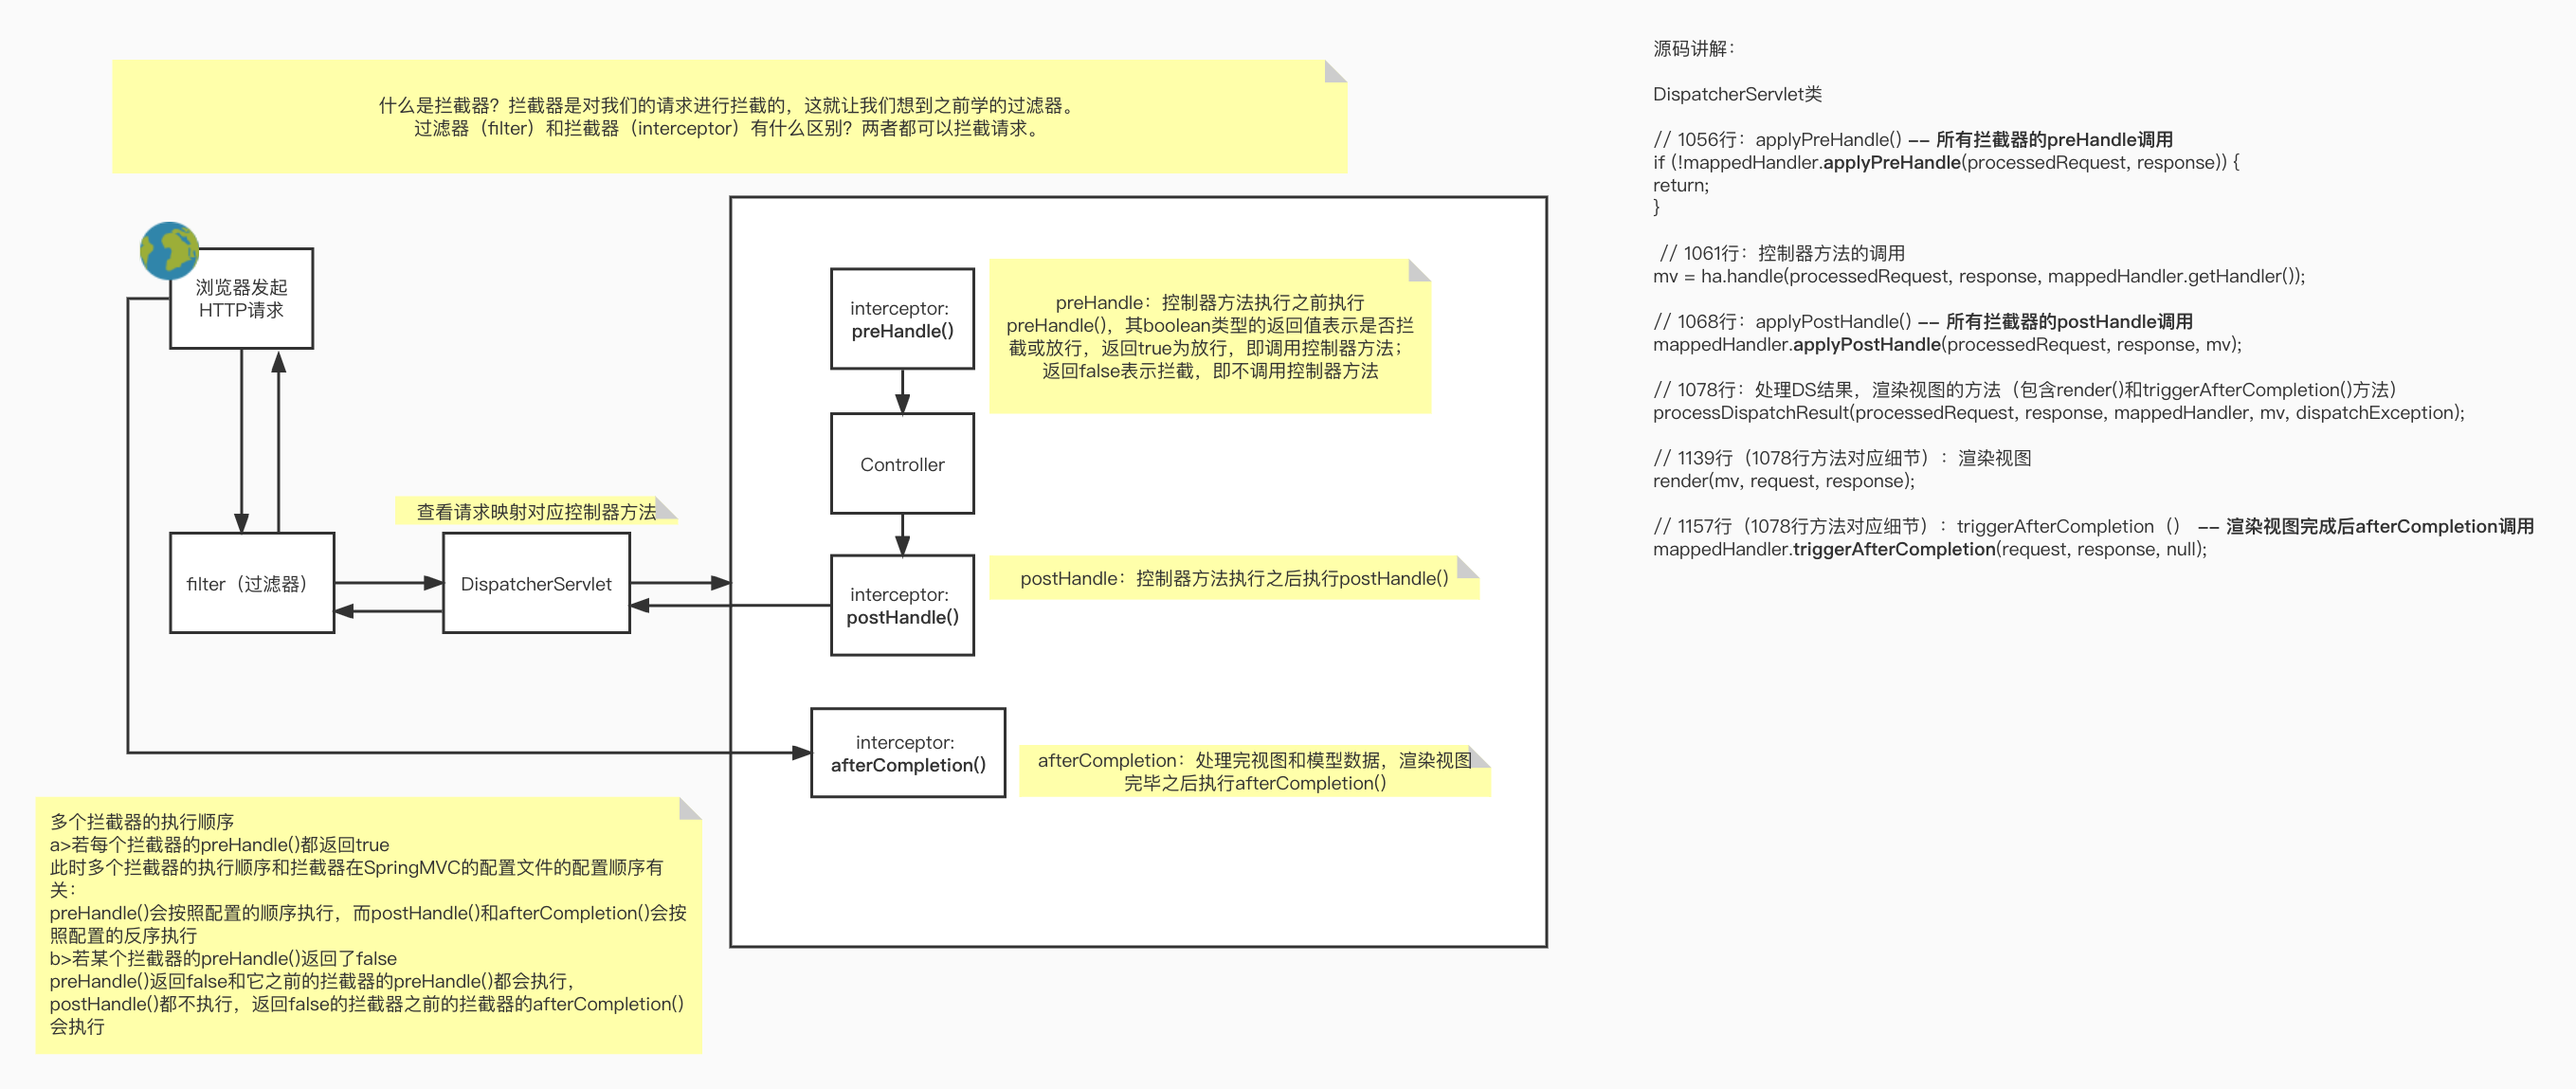 什么是拦截器？拦截器是对我们的请求进行拦截的，这就让我们想到之前学的过滤器。
过滤器（filter）和拦截器（interceptor）有什么区别？两者都可以拦截请求。
浏览器发起
HTTP请求
filter（过滤器）
查看请求映射对应控制器方法
DispatcherServlet
interceptor:
preHandle()
preHandle：控制器方法执行之前执行
preHandle()，其boolean类型的返回值表示是否拦
截或放行，返回true为放行，即调用控制器方法；
返回false表示拦截，即不调用控制器方法
Controller
interceptor:
postHandle()
postHandle：控制器方法执行之后执行postHandle()
interceptor:
afterCompletion()
afterCompletion：处理完视图和模型数据，渲染视图
完毕之后执行afterCompletion()
多个拦截器的执行顺序
a>若每个拦截器的preHandle()都返回true
此时多个拦截器的执行顺序和拦截器在SpringMVC的配置文件的配置顺序有
关：
preHandle()会按照配置的顺序执行，而postHandle()和afterCompletion()会按
照配置的反序执行
b>若某个拦截器的preHandle()返回了false
preHandle()返回false和它之前的拦截器的preHandle()都会执行，
postHandle()都不执行，返回false的拦截器之前的拦截器的afterCompletion()
会执行
源码讲解：
DispatcherServlet类
// 1056行：applyPreHandle() -- 所有拦截器的preHandle调用
if (!mappedHandler.applyPreHandle(processedRequest, response)) {
return;
}
// 1061行：控制器方法的调用
mv = ha.handle(processedRequest, response, mappedHandler.getHandler());
// 1068行：applyPostHandle() -- 所有拦截器的postHandle调用
mappedHandler.applyPostHandle(processedRequest, response, mv);
// 1078行：处理DS结果，渲染视图的方法（包含render()和triggerAfterCompletion()方法）
processDispatchResult(processedRequest, response, mappedHandler, mv, dispatchException);
// 1139行（1078行方法对应细节）：渲染视图
render(mv, request, response);
// 1157行（1078行方法对应细节）：triggerAfterCompletion（） -- 渲染视图完成后afterCompletion调用
mappedHandler.triggerAfterCompletion(request, response, null);